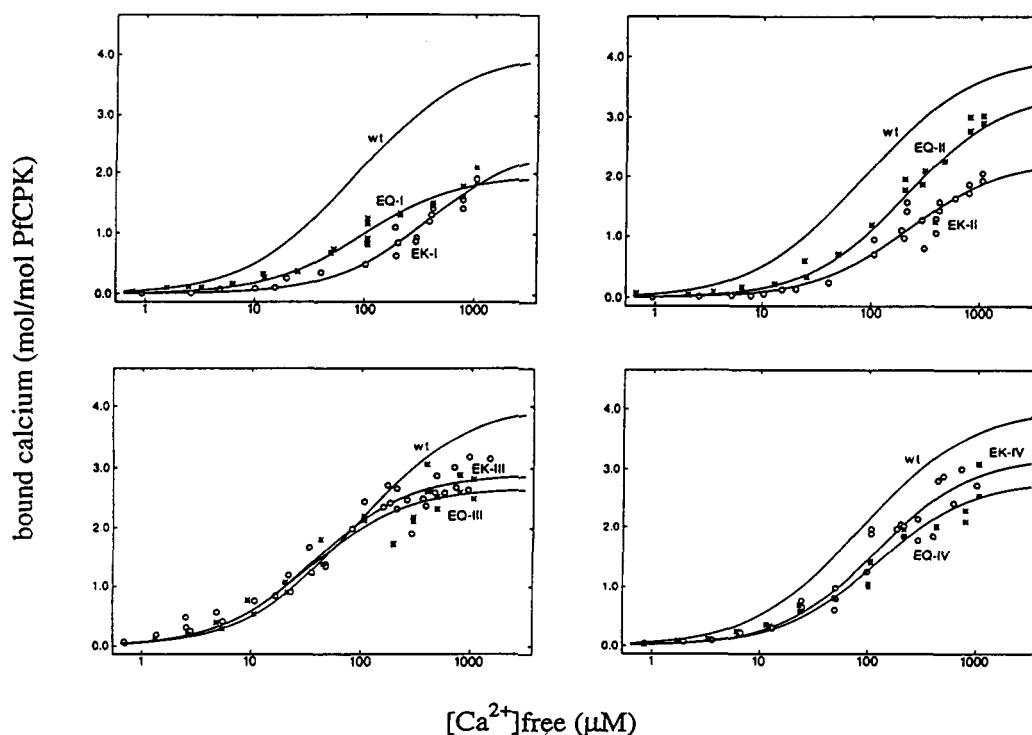 bound calcium (mol/mol PfCPK)
4.0
3.0
2.0
1.0
0.0
wt
EQ-I
EK-I
1
10
100
1000
4.0
3.0
2.0
1.0
0.0
wt
EQ-II
EK-II
1
10
100
1000
4.0
3.0
2.0
1.0
0.0
wt
EK-III
EQ-III
1
10
100
1000
4.0
3.0
2.0
1.0
0.0
wt
EK-IV
EQ-IV
1
10
100
1000
[Ca²⁺]free (μM)